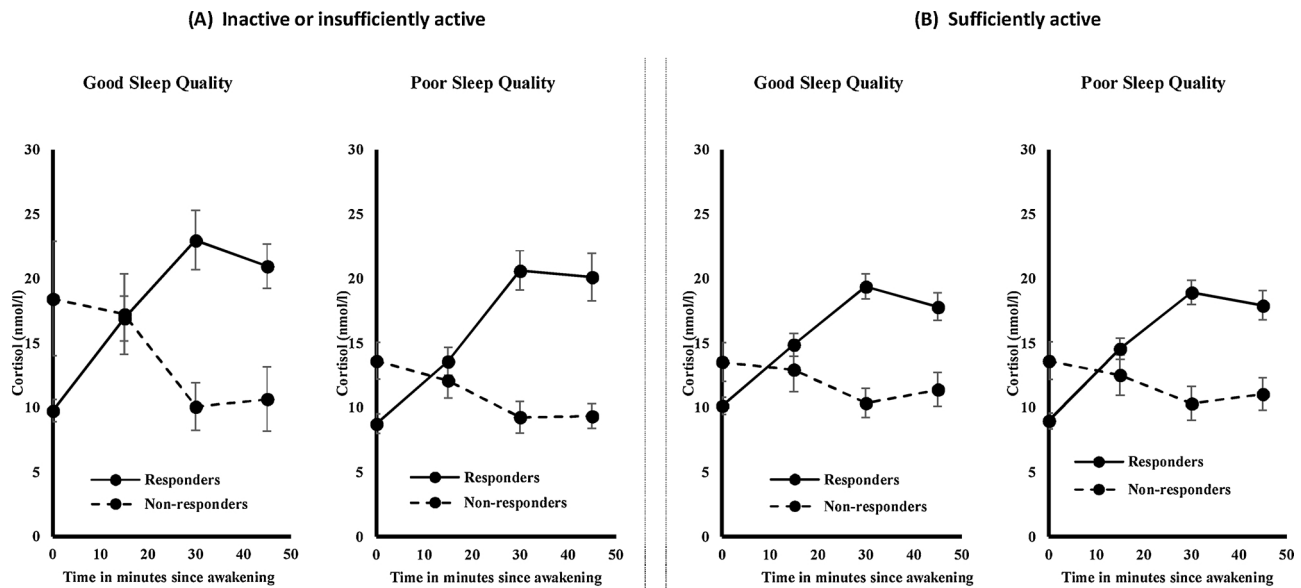 (A) Inactive or insufficiently active
Good Sleep Quality
Cortisol (nmol/l)
30
25
20
15
10
5
0
0 10 20 30 40 50
Time in minutes since awakening
Responders
Non-responders
Poor Sleep Quality
Cortisol (nmol/l)
30
25
20
15
10
5
0
0 10 20 30 40 50
Time in minutes since awakening
Responders
Non-responders
(B) Sufficiently active
Good Sleep Quality
Cortisol (nmol/l)
30
25
20
15
10
5
0
0 10 20 30 40 50
Time in minutes since awakening
Responders
Non-responders
Poor Sleep Quality
Cortisol (nmol/l)
30
25
20
15
10
5
0
0 10 20 30 40 50
Time in minutes since awakening
Responders
Non-responders